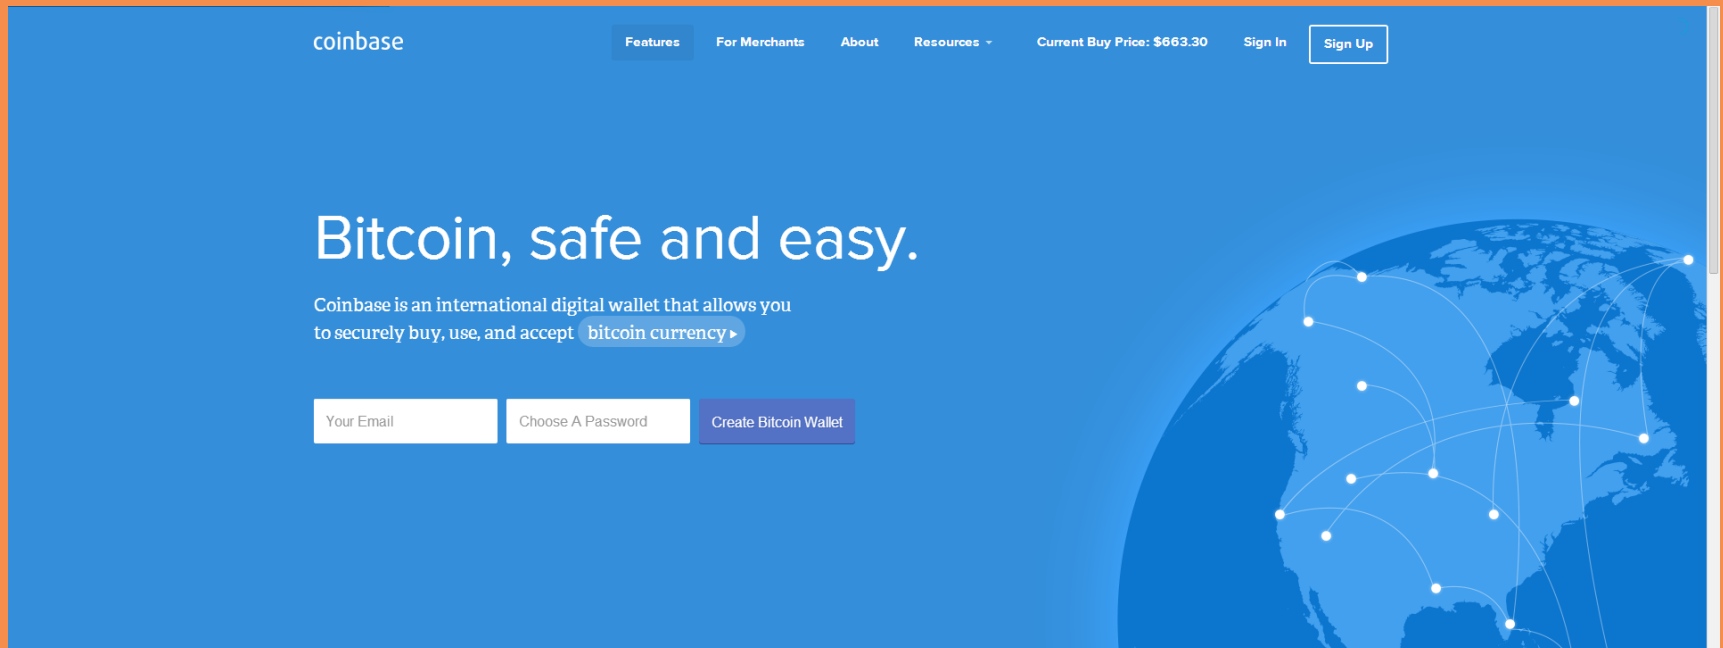 coinbase
Features For Merchants About Resources Current Buy Price: $663.30 Sign In Sign Up
Bitcoin, safe and easy.
Coinbase is an international digital wallet that allows you
to securely buy, use, and accept bitcoin currency
Your Email Choose A Password Create Bitcoin Wallet